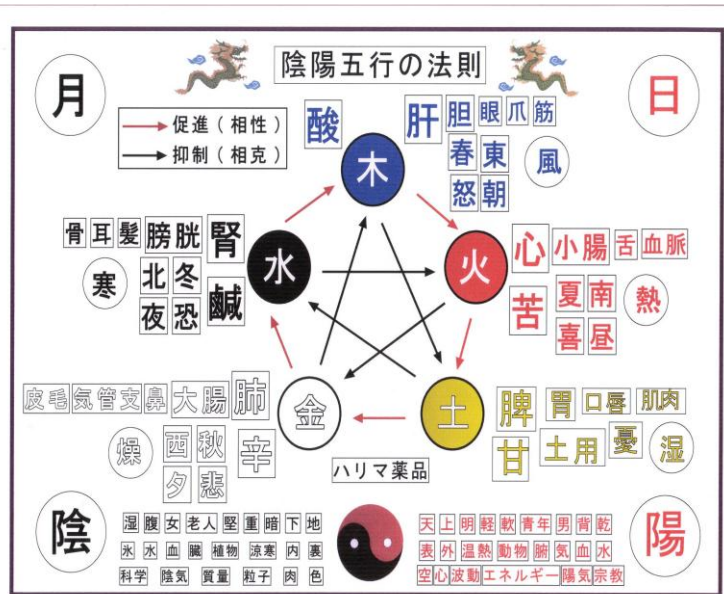 陰陽五行の法則
月
日
促進（相性）
抑制（相克）
木
酸
肝 胆 眼 爪 筋
春 東
怒 朝
風
火
心 小腸 舌 血脈
苦
夏 南
喜 昼
熱
土
脾 胃 口唇 肌肉
甘
土用 憂
湿
金
皮毛 気管支 鼻 大腸 肺
辛
西 秋
夕 悲
燥
水
骨 耳 髪 膀胱 腎
鹹
北 冬
夜 恐
寒
ハリマ薬品
陰
湿 腹 女 老人 堅 重 暗 下 地
氷 水 血 臓 植物 涼寒 内 裏
科学 陰気 質量 粒子 肉 色
陽
天 上 明 軽 軟 青年 男 背 乾
表 外 温熱 動物 腑 気 血 水
空 心 波動 エネルギー 陽気 宗教